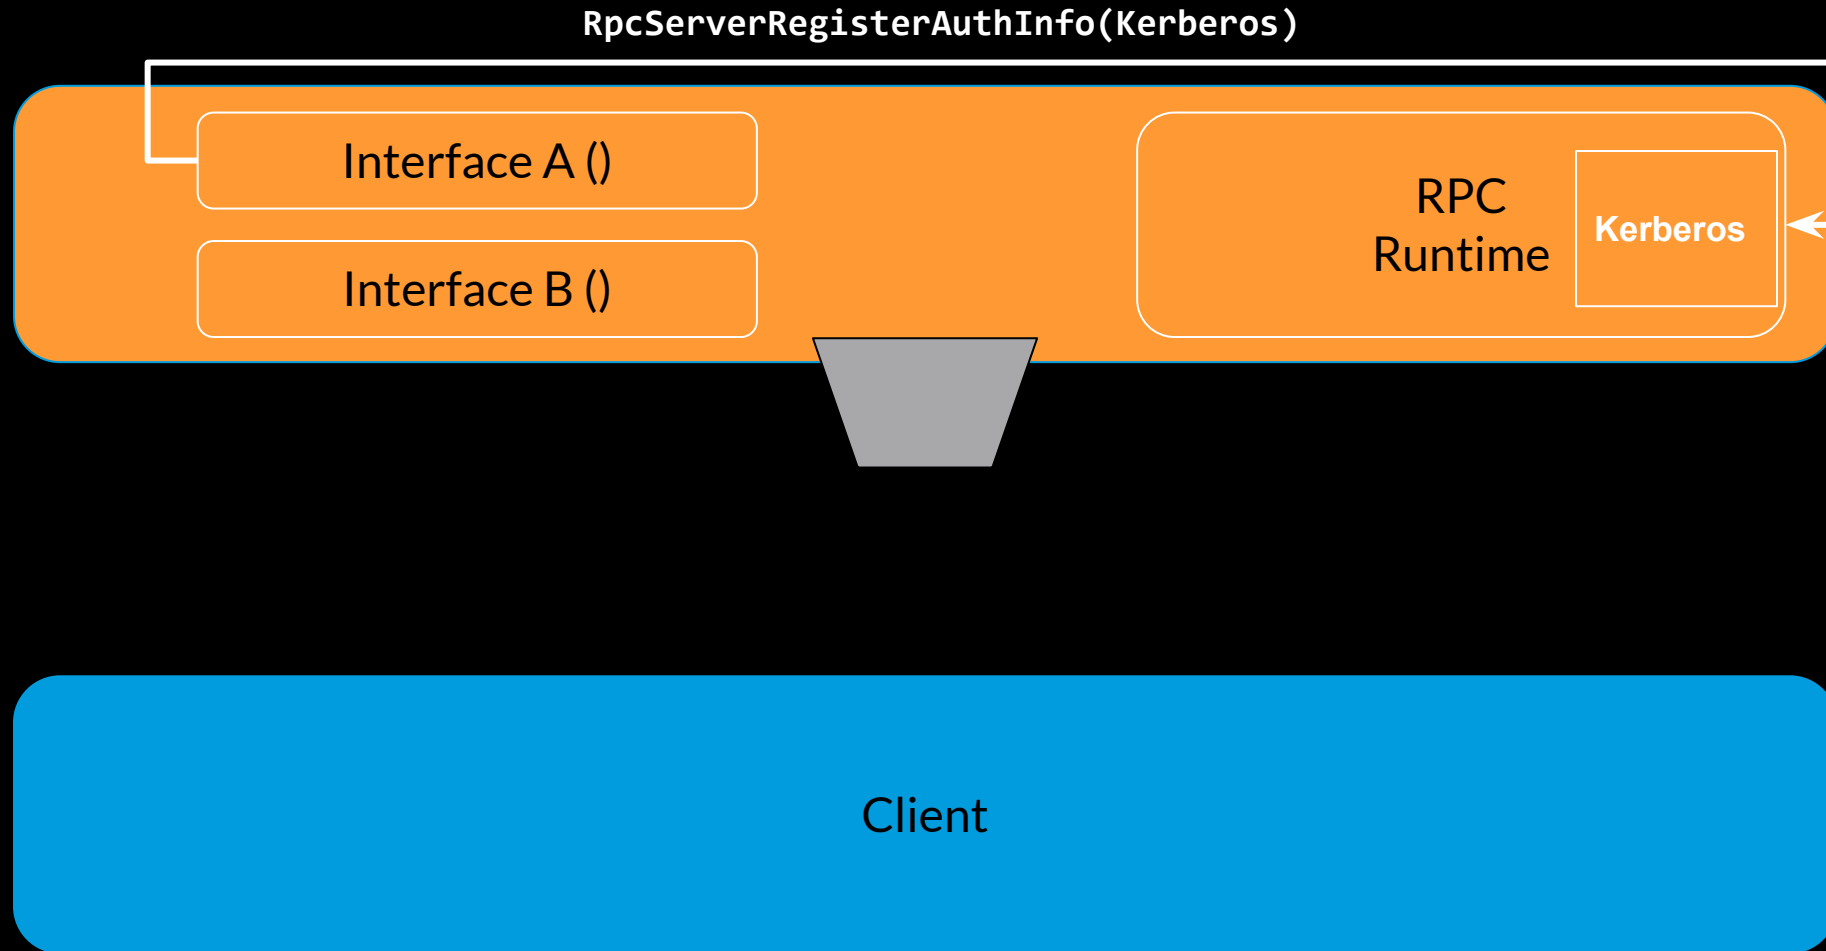 RpcServerRegisterAuthInfo(Kerberos)
Interface A ()
Interface B ()
RPC
Runtime
Kerberos
Client